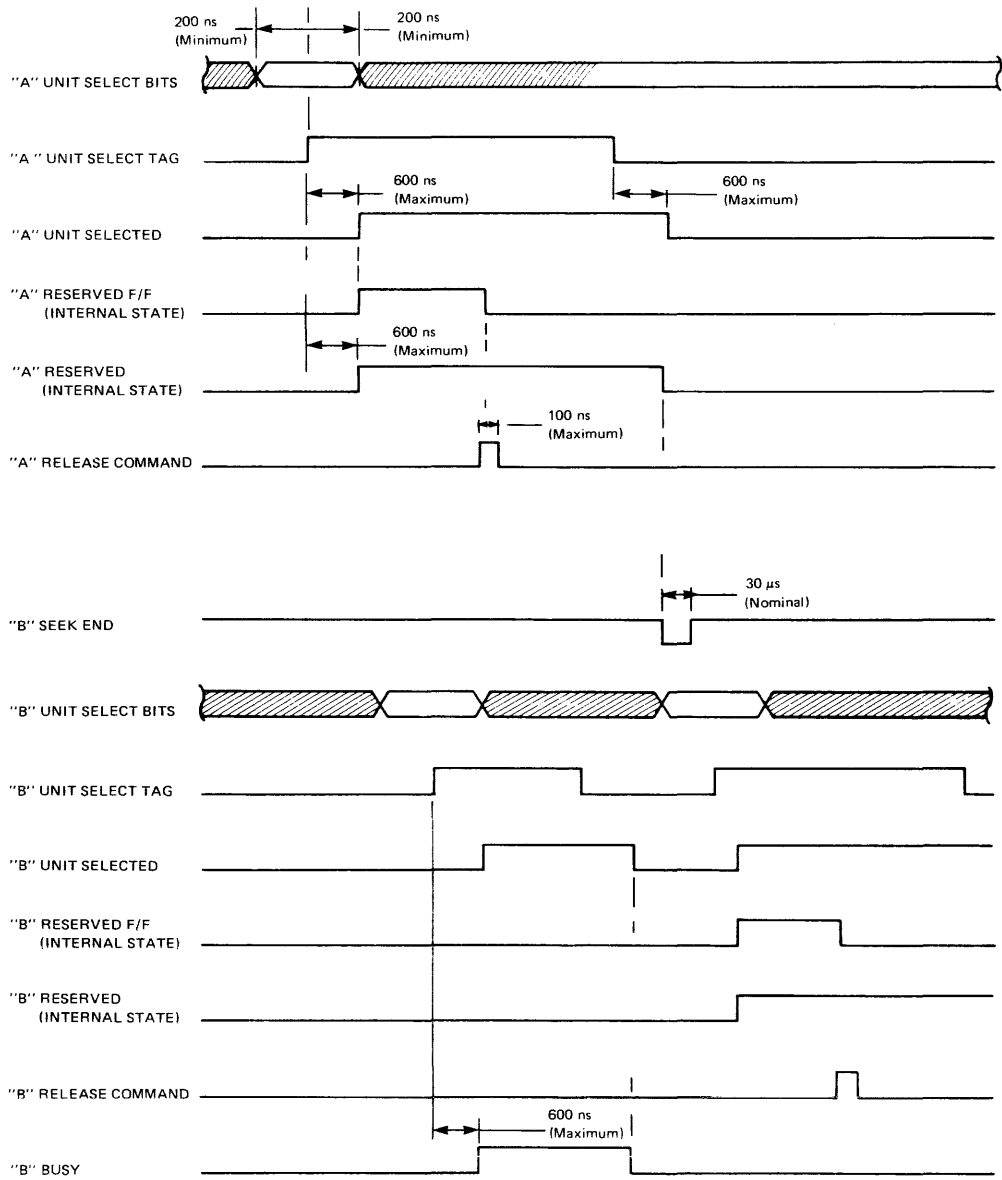 200 ns
(Minimum)
200 ns
(Minimum)
"A" UNIT SELECT BITS
"A" UNIT SELECT TAG
600 ns
(Maximum)
600 ns
(Maximum)
"A" UNIT SELECTED
"A" RESERVED F/F
(INTERNAL STATE)
600 ns
(Maximum)
"A" RESERVED
(INTERNAL STATE)
100 ns
(Maximum)
"A" RELEASE COMMAND
30 μs
(Nominal)
"B" SEEK END
"B" UNIT SELECT BITS
"B" UNIT SELECT TAG
"B" UNIT SELECTED
"B" RESERVED F/F
(INTERNAL STATE)
"B" RESERVED
(INTERNAL STATE)
"B" RELEASE COMMAND
600 ns
(Maximum)
"B" BUSY